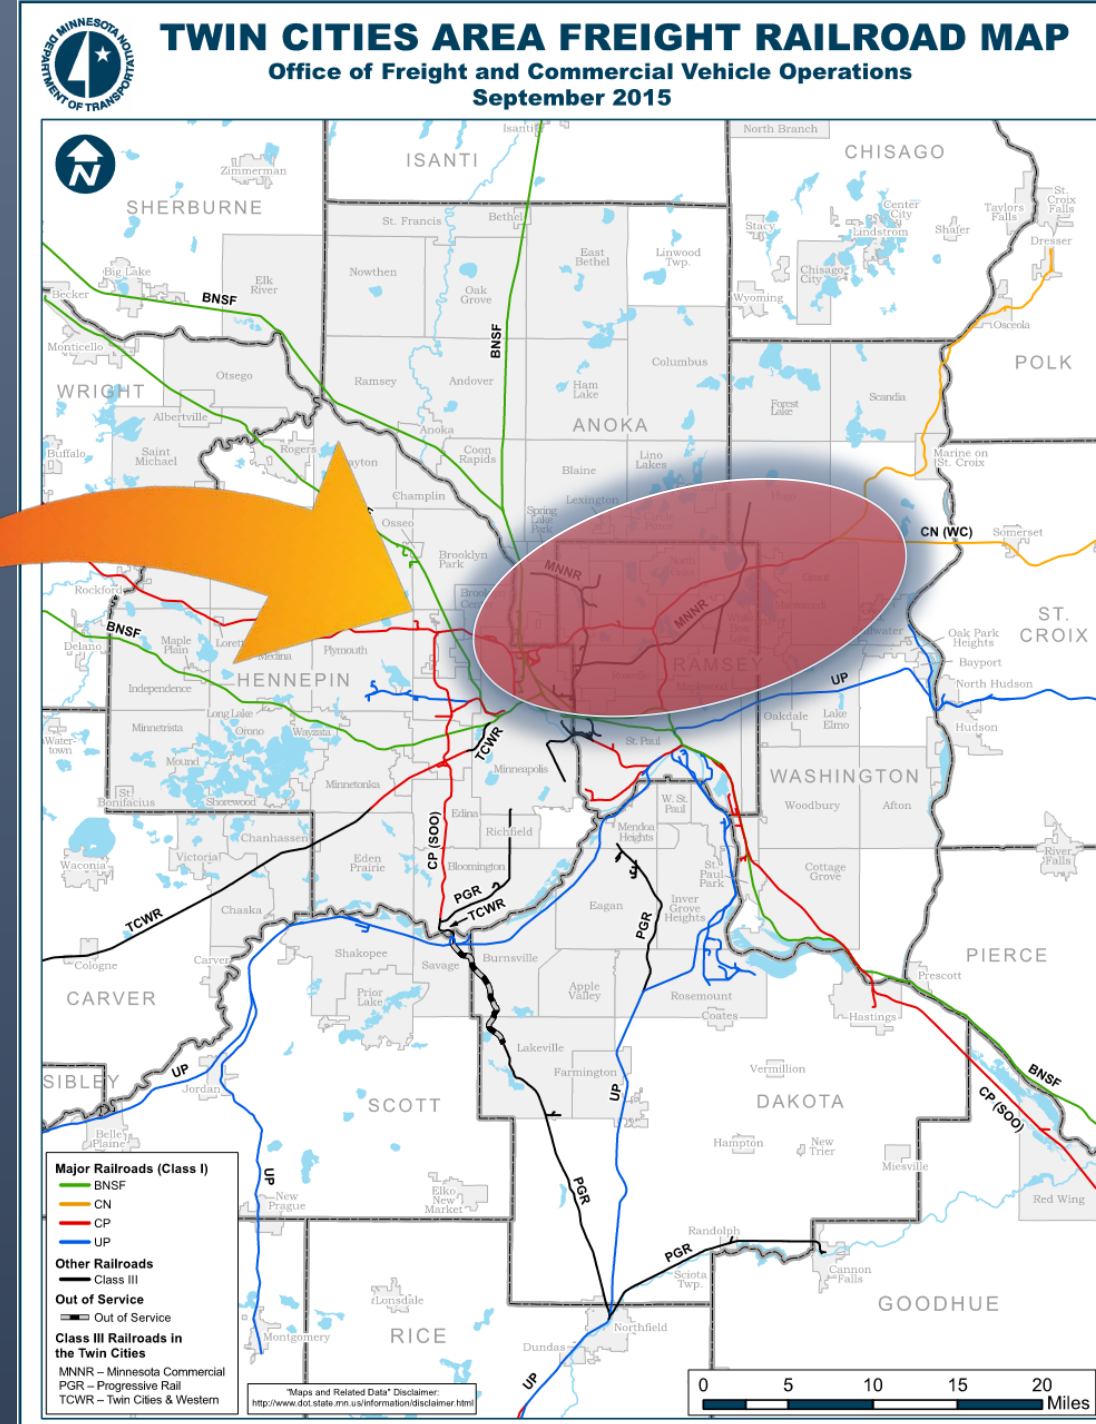 MINNESOTA DEPARTMENT OF TRANSPORTATION
TWIN CITIES AREA FREIGHT RAILROAD MAP
Office of Freight and Commercial Vehicle Operations
September 2015
N
Isanti
North Branch
ISANTI
CHISAGO
Zimmerman
SHERBURNE
St. Francis
Bethel
Stacy
Center
City
Lindstrom
Shafer
Taylors
Falls
St.
Croix
Falls
Dresser
Big Lake
Becker
Elk
River
Nowthen
Oak
Grove
East
Bethel
Linwood
Twp.
Chisago
City
Wyoming
BNSF
BNSF
Osceola
Monticello
WRIGHT
Otsego
Ramsey
Andover
Ham
Lake
Columbus
POLK
Albertville
Forest
Lake
Scandia
ANOKA
Anoka
Buffalo
Saint
Michael
Rogers
Coon
Rapids
Blaine
Lino
Lakes
Marine on
St. Croix
Champlin
Lexington
Spring
Lake
Park
Osseo
CN (WC)
Somerset
Brooklyn
Park
MNNR
MNNR
Rockford
ST.
CROIX
BNSF
Delano
Maple
Plain
Medina
Plymouth
HENNEPIN
RAMSEY
Oak Park
Heights
Bayport
North Hudson
UP
Hudson
Independence
Long Lake
Orono
Wayzata
Minnetrista
Watertown
Mound
TCWR
Minneapolis
St. Paul
Oakdale
Lake
Elmo
WASHINGTON
Minnetonka
St.
Bonifacius
Shorewood
Woodbury
Afton
Chanhassen
Edina
Richfield
W. St.
Paul
Mendota
Heights
CP (SOO)
Waconia
Victoria
Eden
Prairie
Bloomington
St.
Paul
Park
Cottage
Grove
River
Falls
Chaska
PGR
TCWR
Eagan
PGR
Inver
Grove
Heights
TCWR
Cologne
Carver
Shakopee
Savage
Burnsville
PIERCE
Prescott
CARVER
Prior
Lake
Apple
Valley
Rosemount
Coates
Hastings
Lakeville
Farmington
UP
SIBLEY
Jordan
SCOTT
UP
Vermillion
DAKOTA
BNSF
CP (SOO)
Belle
Plaine
Hampton
New
Trier
Miesville
UP
PGR
New
Prague
Elko
New
Market
Red Wing
Randolph
PGR
Sciota
Twp.
Cannon
Falls
Lonsdale
GOODHUE
RICE
Northfield
Dundas
Montgomery
UP
Major Railroads (Class I)
BNSF
CN
CP
UP
Other Railroads
Class III
Out of Service
Out of Service
Class III Railroads in
the Twin Cities
MNNR – Minnesota Commercial
PGR – Progressive Rail
TCWR – Twin Cities & Western
"Maps and Related Data" Disclaimer:
http://www.dot.state.mn.us/information/disclaimer.html
0 5 10 15 20
Miles